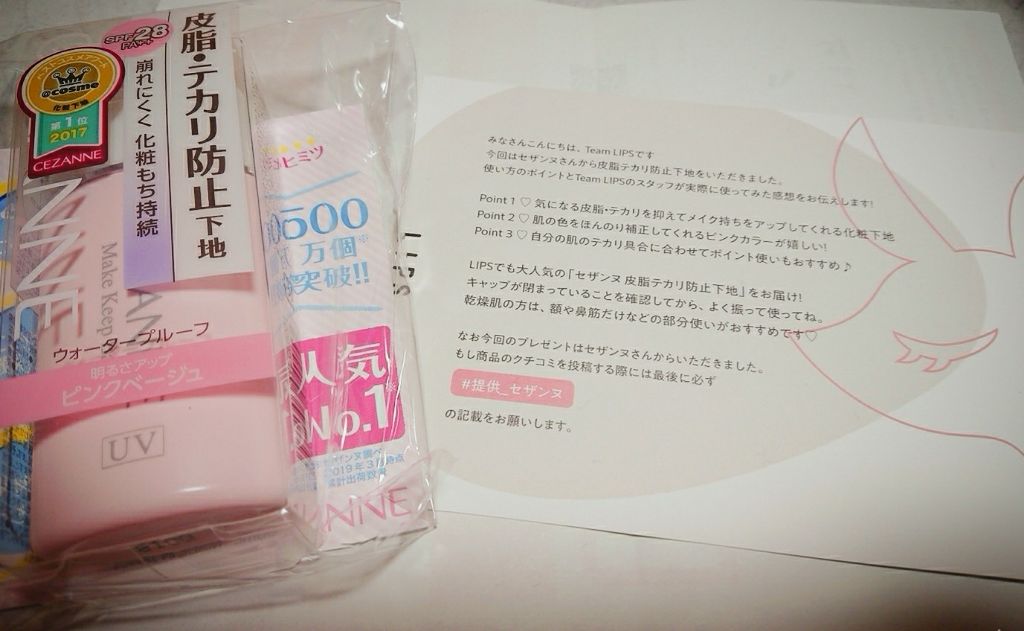 SPF28
PA++
皮脂・テカリ防止下地
崩れにくく 化粧もち持続
@cosme
化粧下地
第1位
2017
CEZANNE
Make Keep
ウォータープルーフ
明るさアップ
ピンクベージュ
UV
ヒミツ
500
万個※
突破!!
人気
No.1
2019年3月時点
みなさんこんにちは、Team LIPSです
今回はセザンヌさんから皮脂テカリ防止下地をいただきました。
使い方のポイントとTeam LIPSのスタッフが実際に使ってみた感想をお伝えします!
Point 1 ♡ 気になる皮脂・テカリを抑えてメイク持ちをアップしてくれる化粧下地
Point 2 ♡ 肌の色をほんのり補正してくれるピンクカラーが嬉しい!
Point 3 ♡ 自分の肌のテカリ具合に合わせてポイント使いもおすすめ♪
LIPSでも大人気の「セザンヌ 皮脂テカリ防止下地」をお届け!
キャップが閉まっていることを確認してから、よく振って使ってね。
乾燥肌の方は、額や鼻筋だけなどの部分使いがおすすめです♡
なお今回のプレゼントはセザンヌさんからいただきました。
もし商品のクチコミを投稿する際には最後に必ず
#提供_セザンヌ
の記載をお願いします。